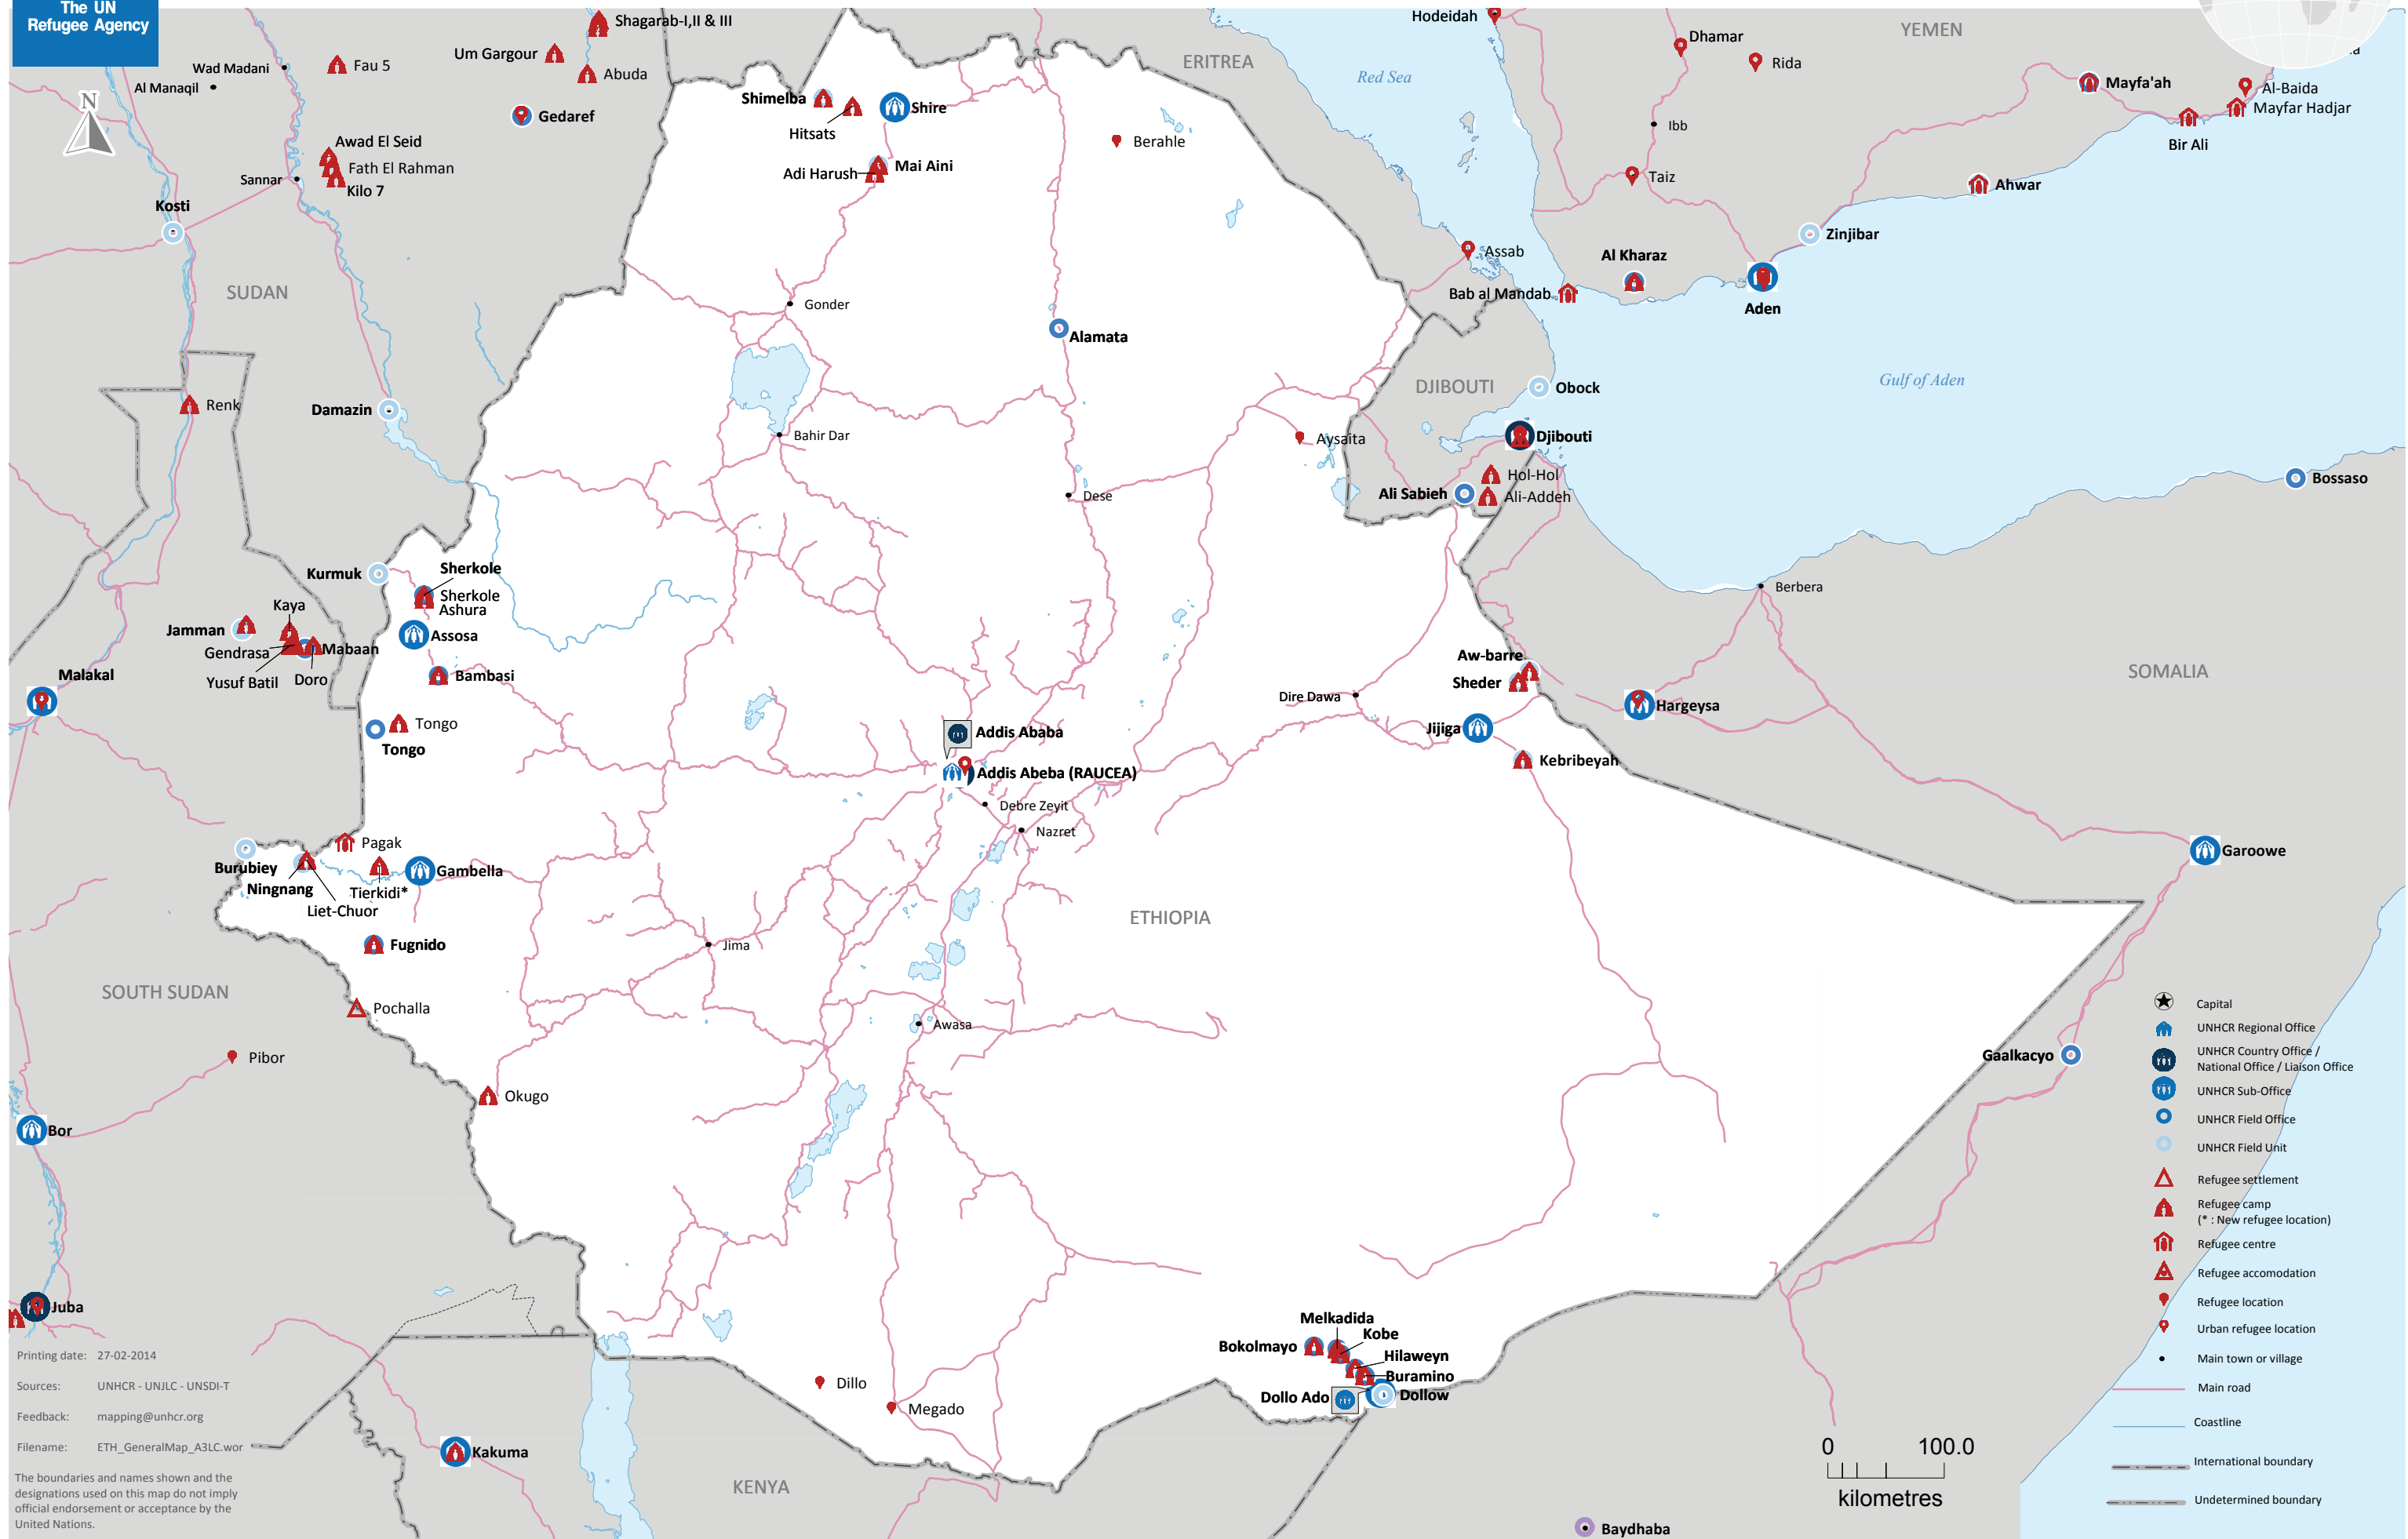 The UN
Refugee Agency
Shagarab-I,II & III
Hodeidah
YEMEN
Dhamar
Um Gargour
ERITREA
Rida
Wad Madani
Fau 5
Abuda
Red Sea
Al Manaqil
Mayfa'ah
Al-Baida
N
Shimelba
Shire
Mayfar Hadjar
Gedaref
Hitsats
Ibb
Awad El Seid
Berahle
Bir Ali
Fath El Rahman
Mai Aini
Sannar
Adi Harush
Taiz
Kilo 7
Ahwar
Kosti
Zinjibar
Assab
Al Kharaz
SUDAN
Bab al Mandab
Gonder
Aden
Alamata
Gulf of Aden
DJIBOUTI
Obock
Renk
Damazin
Bahir Dar
Aysaita
Djibouti
Hol-Hol
Bossaso
Dese
Ali Sabieh
Ali-Addeh
Kurmuk
Sherkole
Berbera
Sherkole
Ashura
Kaya
Jamman
Assosa
Gendrasa
Mabaan
Aw-barre
Malakal
Yusuf Batil
Doro
Bambasi
Sheder
SOMALIA
Dire Dawa
Hargeysa
Tongo
Jijiga
Addis Ababa
Tongo
Kebribeyah
Addis Abeba (RAUCEA)
Debre Zeyit
Nazret
Pagak
Garoowe
Burubiey
Gambella
Ningnang
Tierkidi*
Liet-Chuor
ETHIOPIA
Fugnido
Jima
SOUTH SUDAN
Pochalla
Capital
Awasa
UNHCR Regional Office
Pibor
Gaalkacyo
UNHCR Country Office /
National Office / Liaison Office
Okugo
UNHCR Sub-Office
Bor
UNHCR Field Office
UNHCR Field Unit
Refugee settlement
Refugee camp
(* : New refugee location)
Refugee centre
Refugee accomodation
Juba
Refugee location
Melkadida
Urban refugee location
Kobe
Bokolmayo
Printing date: 27-02-2014
Hilaweyn
Main town or village
Buramino
Sources: UNHCR - UNJLC - UNSDI-T
Dillo
Main road
Dollo Ado
Dollow
Megado
Feedback: mapping@unhcr.org
Coastline
Filename: ETH_GeneralMap_A3LC.wor
0 100.0
Kakuma
International boundary
The boundaries and names shown and the
designations used on this map do not imply
official endorsement or acceptance by the
United Nations.
KENYA
kilometres
Undetermined boundary
Baydhaba